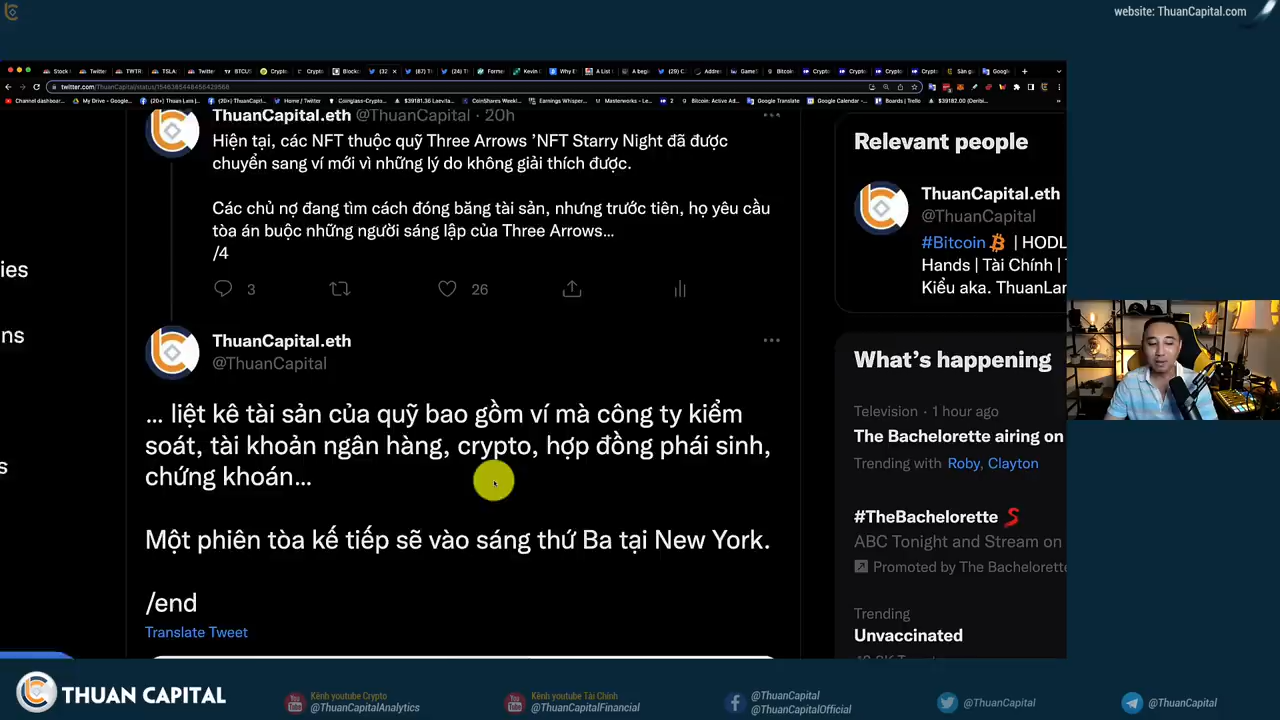 website: ThuanCapital.com
twitter.com/ThuanCapital/status/1546385448456429568
ThuanCapital.eth @ThuanCapital · 20h
Hiện tại, các NFT thuộc quỹ Three Arrows 'NFT Starry Night đã được
chuyển sang ví mới vì những lý do không giải thích được.
Các chủ nợ đang tìm cách đóng băng tài sản, nhưng trước tiên, họ yêu cầu
tòa án buộc những người sáng lập của Three Arrows...
/4
3
26
ThuanCapital.eth
@ThuanCapital
... liệt kê tài sản của quỹ bao gồm ví mà công ty kiểm
soát, tài khoản ngân hàng, crypto, hợp đồng phái sinh,
chứng khoán...
Một phiên tòa kế tiếp sẽ vào sáng thứ Ba tại New York.
/end
Translate Tweet
ies
ns
s
Relevant people
ThuanCapital.eth
@ThuanCapital
#Bitcoin | HODL
Hands | Tài Chính |
Kiều aka. ThuanLan
What's happening
Television · 1 hour ago
The Bachelorette airing on
Trending with Roby, Clayton
#TheBachelorette
ABC Tonight and Stream on
Promoted by The Bachelorette
Trending
Unvaccinated
THUAN CAPITAL
Kênh youtube Crypto
@ThuanCapitalAnalytics
Kênh youtube Tài Chính
@ThuanCapitalFinancial
@ThuanCapital
@ThuanCapitalOfficial
@ThuanCapital
@ThuanCapital